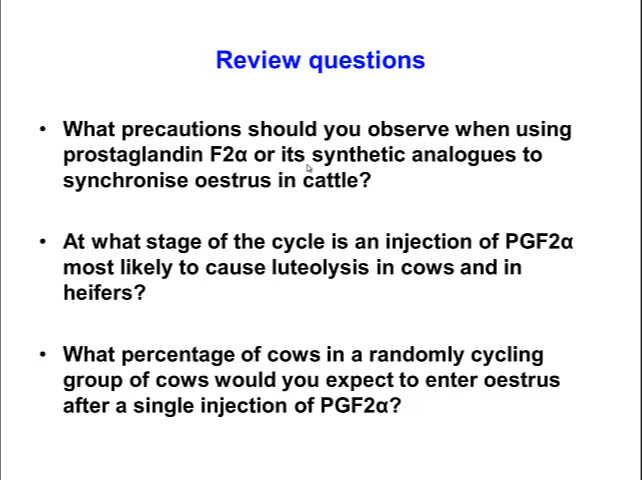 Review questions
• What precautions should you observe when using
prostaglandin F2α or its synthetic analogues to
synchronise oestrus in cattle?
• At what stage of the cycle is an injection of PGF2α
most likely to cause luteolysis in cows and in
heifers?
• What percentage of cows in a randomly cycling
group of cows would you expect to enter oestrus
after a single injection of PGF2α?